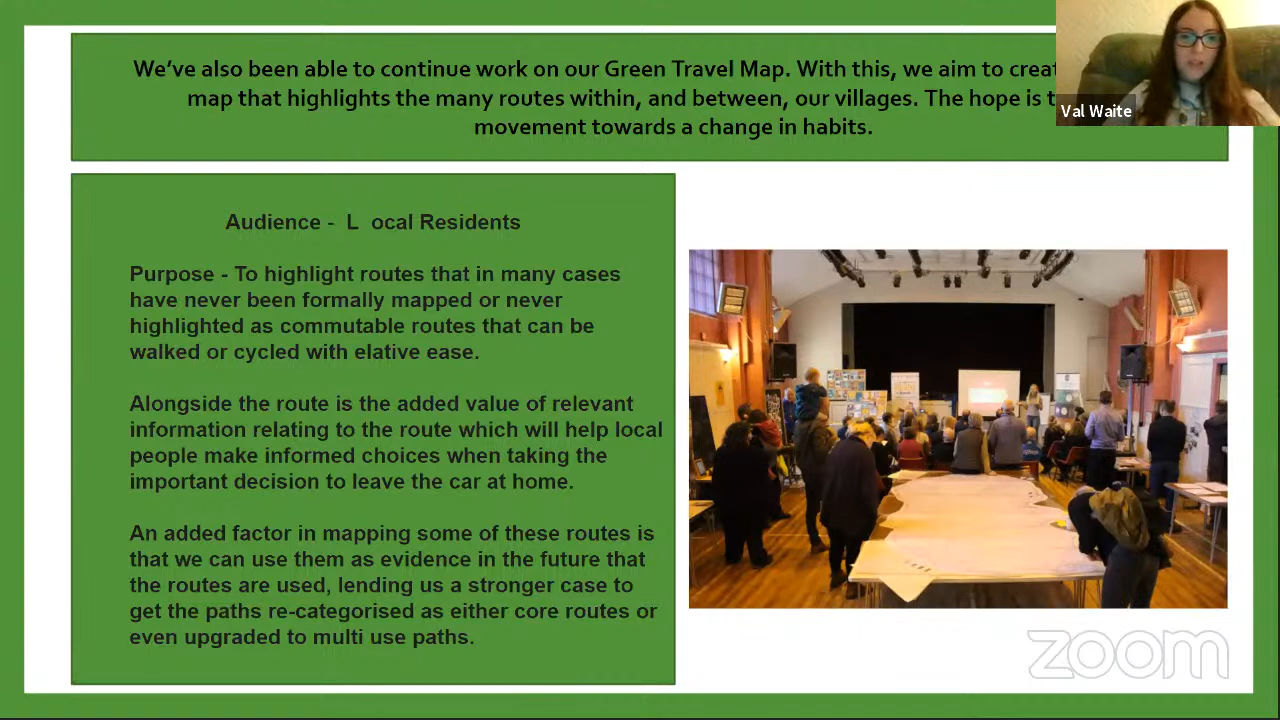 We've also been able to continue work on our Green Travel Map. With this, we aim to
map that highlights the many routes within, and between, our villages. The hope is
movement towards a change in habits.
Val Waite
Audience - L ocal Residents
Purpose - To highlight routes that in many cases
have never been formally mapped or never
highlighted as commutable routes that can be
walked or cycled with elative ease.
Alongside the route is the added value of relevant
information relating to the route which will help local
people make informed choices when taking the
important decision to leave the car at home.
An added factor in mapping some of these routes is
that we can use them as evidence in the future that
the routes are used, lending us a stronger case to
get the paths re-categorised as either core routes or
even upgraded to multi use paths.
zoom